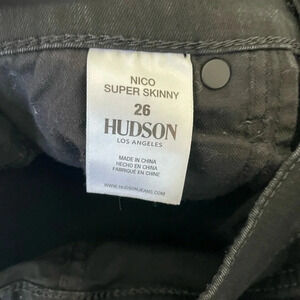 NICO
SUPER SKINNY
26
HUDSON
LOS ANGELES
MADE IN CHINA
HECHO EN CHINA
FABRIQUÉ EN CHINE
WWW.HUDSONJEANS.COM